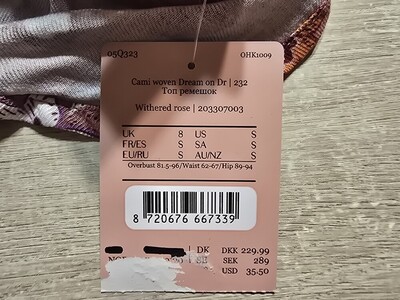 05Q323 OHK1009
Cami woven Dream on Dr | 232
Топ ремешок
Withered rose | 203307003
UK 8 US S
FR/ES S SA S
EU/RU S AU/NZ S
Overbust 81.5-96/Waist 62-67/Hip 89-94
8 720676 667339
DK DKK 229.99
SE SEK 289
USD 35.50